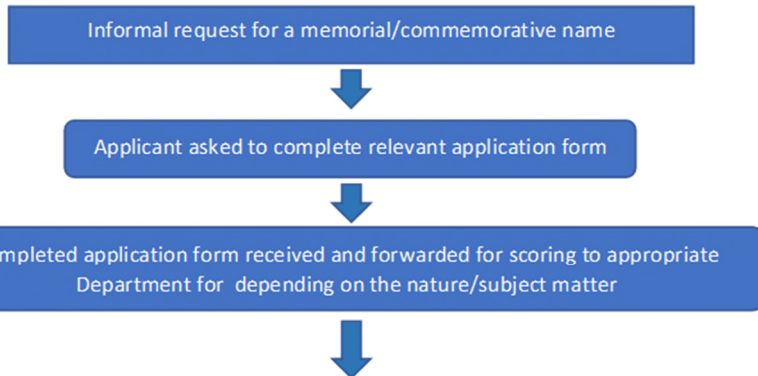 Informal request for a memorial/commemorative name
Applicant asked to complete relevant application form
application form received and forwarded for scoring to appropriate
Department for depending on the nature/subject matter